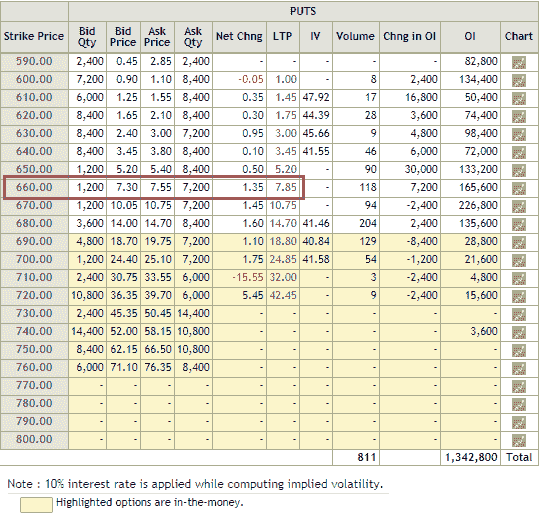 PUTS
Strike Price Bid Qty Bid Price Ask Price Ask Qty Net Chng LTP IV Volume Chng in OI OI Chart
590.00 2,400 0.45 2.85 2,400 - - - - - 82,800
600.00 7,200 0.90 1.10 8,400 -0.05 1.00 - 8 2,400 134,400
610.00 6,000 1.25 1.55 8,400 0.35 1.45 47.92 17 16,800 50,400
620.00 8,400 1.65 2.10 8,400 0.30 1.75 44.39 28 3,600 74,400
630.00 8,400 2.40 3.00 7,200 0.95 3.00 45.66 9 4,800 98,400
640.00 8,400 3.45 3.80 8,400 0.10 3.45 41.55 46 6,000 72,000
650.00 1,200 5.20 5.40 8,400 0.50 5.20 - 90 30,000 133,200
660.00 1,200 7.30 7.55 7,200 1.35 7.85 - 118 7,200 165,600
670.00 1,200 10.05 10.75 7,200 1.45 10.75 - 94 -2,400 226,800
680.00 3,600 14.00 14.70 8,400 1.60 14.70 41.46 204 2,400 135,600
690.00 4,800 18.70 19.75 7,200 1.10 18.80 40.84 129 -8,400 28,800
700.00 1,200 24.40 25.10 7,200 1.75 24.85 41.58 54 -1,200 21,600
710.00 2,400 30.75 33.55 6,000 -15.55 32.00 - 3 -2,400 4,800
720.00 10,800 36.35 39.70 6,000 5.45 42.45 - 9 -2,400 15,600
730.00 2,400 45.35 50.45 14,400 - - - - - -
740.00 14,400 52.00 58.15 10,800 - - - - - 3,600
750.00 8,400 62.15 66.50 10,800 - - - - - -
760.00 6,000 71.10 76.35 8,400 - - - - - -
770.00 - - - - - - - - - -
780.00 - - - - - - - - - -
790.00 - - - - - - - - - -
800.00 - - - - - - - - - -
811 1,342,800 Total
Note : 10% interest rate is applied while computing implied volatility.
Highlighted options are in-the-money.